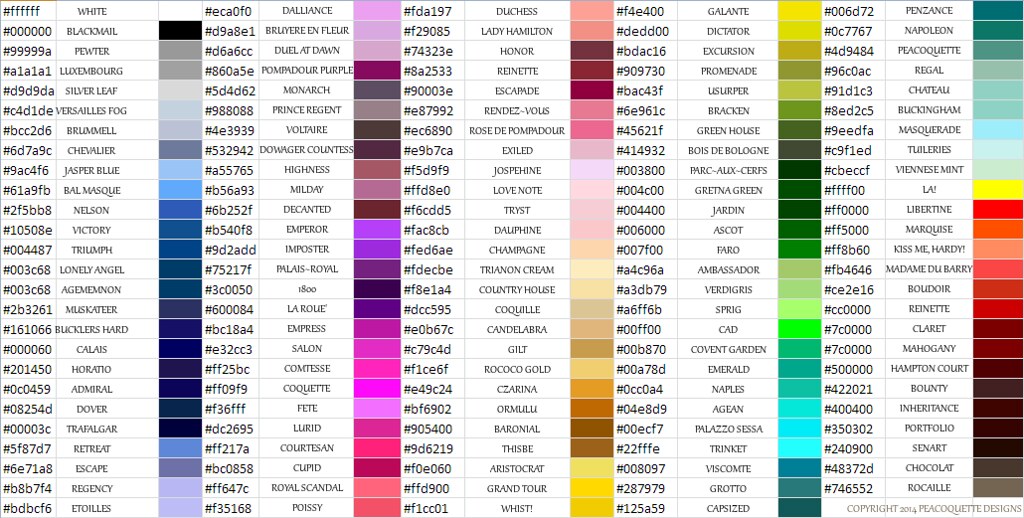 #ffffff WHITE #eca0f0 DALLIANCE #fda197 DUCHESS #f4e400 GALANTE #006d72 PENZANCE
#000000 BLACKMAIL #d9a8e1 BRUYERE EN FLEUR #f29085 LADY HAMILTON #dedd00 DICTATOR #0c7767 NAPOLEON
#99999a PEWTER #d6a6cc DUEL AT DAWN #74323e HONOR #bdac16 EXCURSION #4d9484 PEACOQUETTE
#a1a1a1 LUXEMBOURG #860a5e POMPADOUR PURPLE #8a2533 REINETTE #909730 PROMENADE #96c0ac REGAL
#d9d9da SILVER LEAF #5d4d62 MONARCH #90003e ESCAPADE #bac43f USURPER #91d1c3 CHATEAU
#c4d1de VERSAILLES FOG #988088 PRINCE REGENT #e87992 RENDEZ~VOUS #6e961c BRACKEN #8ed2c5 BUCKINGHAM
#bcc2d6 BRUMMELL #4e3939 VOLTAIRE #ec6890 ROSE DE POMPADOUR #45621f GREEN HOUSE #9eedfa MASQUERADE
#6d7a9c CHEVALIER #532942 DOWAGER COUNTESS #e9b7ca EXILED #414932 BOIS DE BOLOGNE #c9f1ed TUILERIES
#9ac4f6 JASPER BLUE #a55765 HIGHNESS #f5d9f9 JOSPEHINE #003800 PARC~AUX~CERFS #cbeccf VIENNESE MINT
#61a9fb BAL MASQUE #b56a93 MILDAY #ffd8e0 LOVE NOTE #004c00 GRETNA GREEN #ffff00 LA!
#2f5bb8 NELSON #6b252f DECANTED #f6cdd5 TRYST #004400 JARDIN #ff0000 LIBERTINE
#10508e VICTORY #b540f8 EMPEROR #fac8cb DAUPHINE #006000 ASCOT #ff5000 MARQUISE
#004487 TRIUMPH #9d2add IMPOSTER #fed6ae CHAMPAGNE #007f00 FARO #ff8b60 KISS ME, HARDY!
#003c68 LONELY ANGEL #75217f PALAIS~ROYAL #fdecbe TRIANON CREAM #a4c96a AMBASSADOR #fb4646 MADAME DU BARRY
#003c68 AGEMEMNON #3c0050 1800 #f8e1a4 COUNTRY HOUSE #a3db79 VERDIGRIS #ce2e16 BOUDOIR
#2b3261 MUSKATEER #600084 LA ROUE' #dcc595 COQUILLE #a6ff6b SPRIG #cc0000 REINETTE
#161066 BUCKLERS HARD #bc18a4 EMPRESS #e0b67c CANDELABRA #00ff00 CAD #7c0000 CLARET
#000060 CALAIS #e32cc3 SALON #c79c4d GILT #00b870 COVENT GARDEN #7c0000 MAHOGANY
#201450 HORATIO #ff25bc COMTESSE #f1ce6f ROCOCO GOLD #00a78d EMERALD #500000 HAMPTON COURT
#0c0459 ADMIRAL #ff09f9 COQUETTE #e49c24 CZARINA #0cc0a4 NAPLES #422021 BOUNTY
#08254d DOVER #f36fff FETE #bf6902 ORMULU #04e8d9 AGEAN #400400 INHERITANCE
#00003c TRAFALGAR #dc2695 LURID #905400 BARONIAL #00ecf7 PALAZZO SESSA #350302 PORTFOLIO
#5f87d7 RETREAT #ff217a COURTESAN #9d6219 THISBE #22fffe TRINKET #240900 SENART
#6e71a8 ESCAPE #bc0858 CUPID #f0e060 ARISTOCRAT #008097 VISCOMTE #48372d CHOCOLAT
#b8b7f4 REGENCY #ff647c ROYAL SCANDAL #ffd900 GRAND TOUR #287979 GROTTO #746552 ROCAILLE
#bdbcf6 ETOILLES #f35168 POISSY #f1cc01 WHIST! #125a59 CAPSIZED COPYRIGHT 2014 PEACOQUETTE DESIGNS